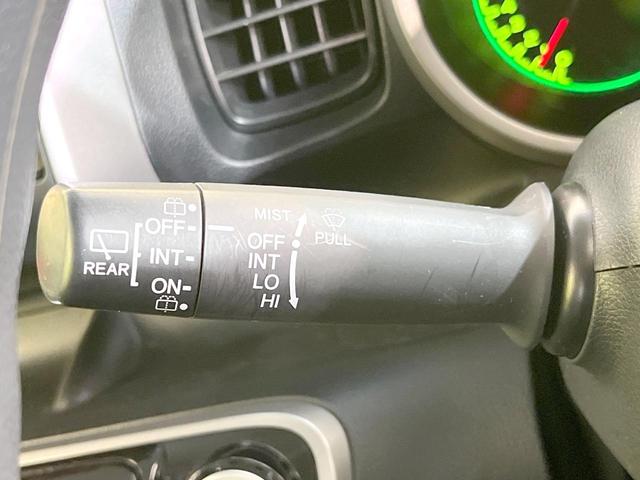 REAR
OFF
INT
ON
MIST
OFF
INT
LO
HI
PULL